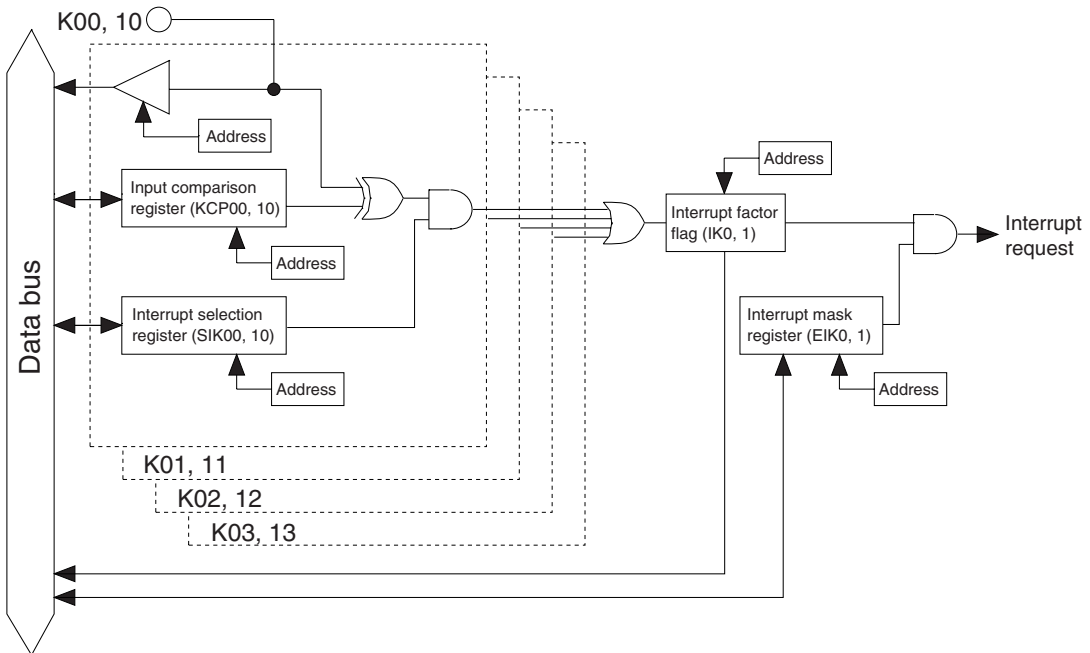 K00, 10
Address
Input comparison
register (KCP00, 10)
Address
Interrupt selection
register (SIK00, 10)
Address
K01, 11
K02, 12
K03, 13
Data bus
Address
Interrupt factor
flag (IK0, 1)
Interrupt
request
Interrupt mask
register (EIK0, 1)
Address